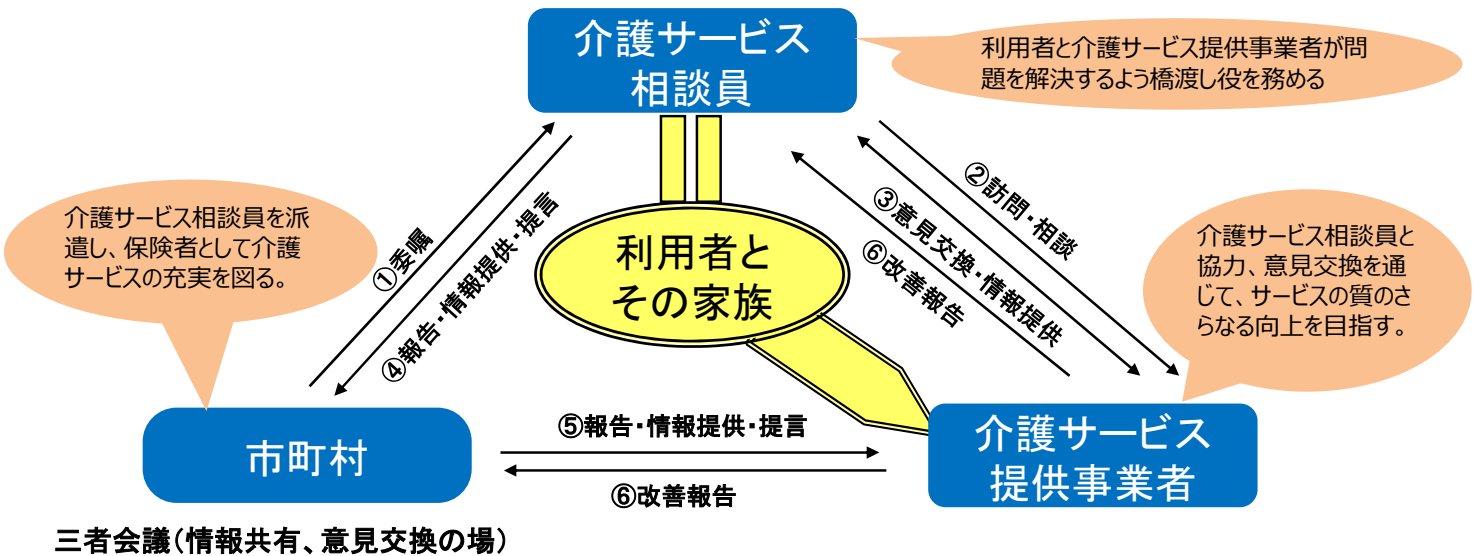 介護サービス
相談員
利用者と介護サービス提供事業者が問
題を解決するよう橋渡し役を務める
介護サービス相談員を派
遣し、保険者として介護
サービスの充実を図る。
①委嘱
④報告・情報提供・提言
利用者と
その家族
②訪問・相談
③意見交換・情報提供
⑥改善報告
介護サービス相談員と
協力、意見交換を通
じて、サービスの質のさ
らなる向上を目指す。
市町村
⑤報告・情報提供・提言
⑥改善報告
介護サービス
提供事業者
三者会議(情報共有、意見交換の場)